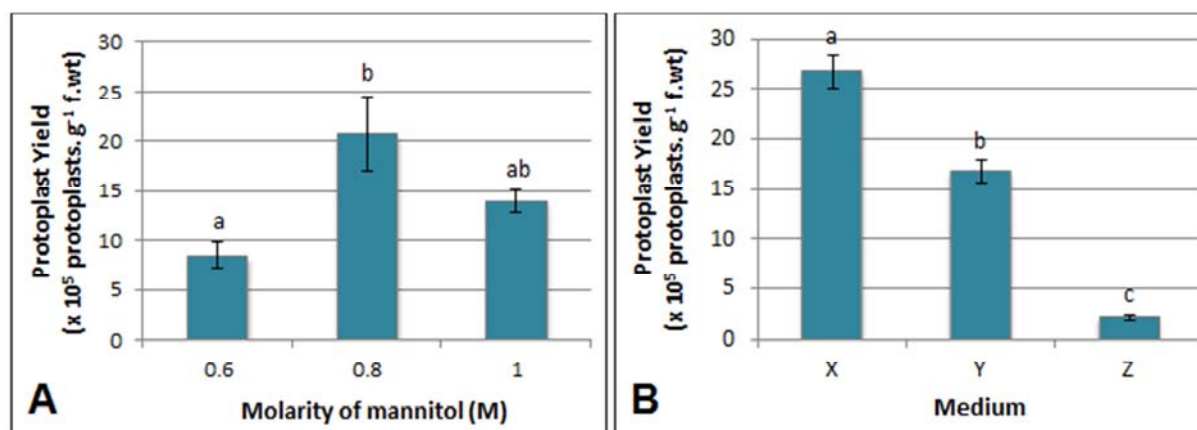 Protoplast Yield
(x 10⁵ protoplasts. g⁻¹ f.wt)
30
25
20
15
10
5
0
a
b
ab
0.6
0.8
1
Molarity of mannitol (M)
A
Protoplast Yield
(x 10⁵ protoplasts. g⁻¹ f.wt)
30
25
20
15
10
5
0
a
b
c
X
Y
Z
Medium
B